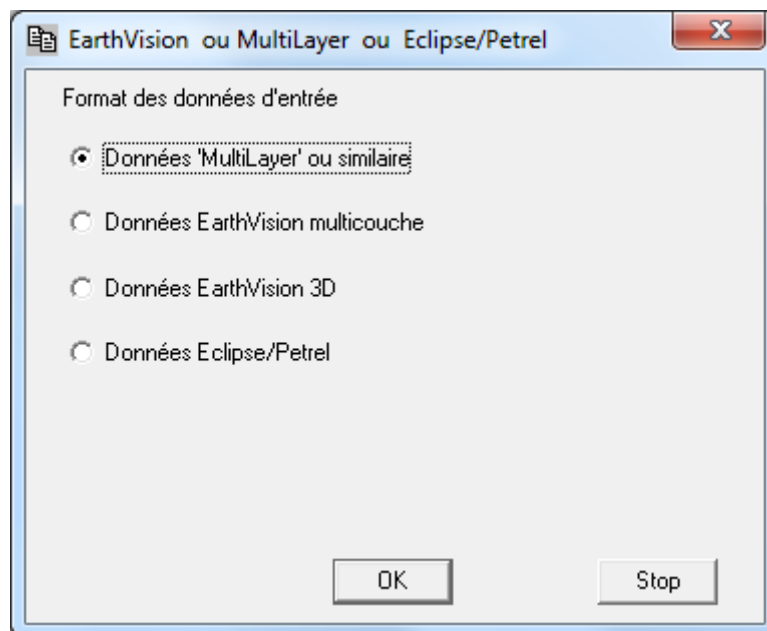 EarthVision ou MultiLayer ou Eclipse/Petrel
Format des données d'entrée
Données 'MultiLayer' ou similaire
Données EarthVision multicouche
Données EarthVision 3D
Données Eclipse/Petrel
OK
Stop